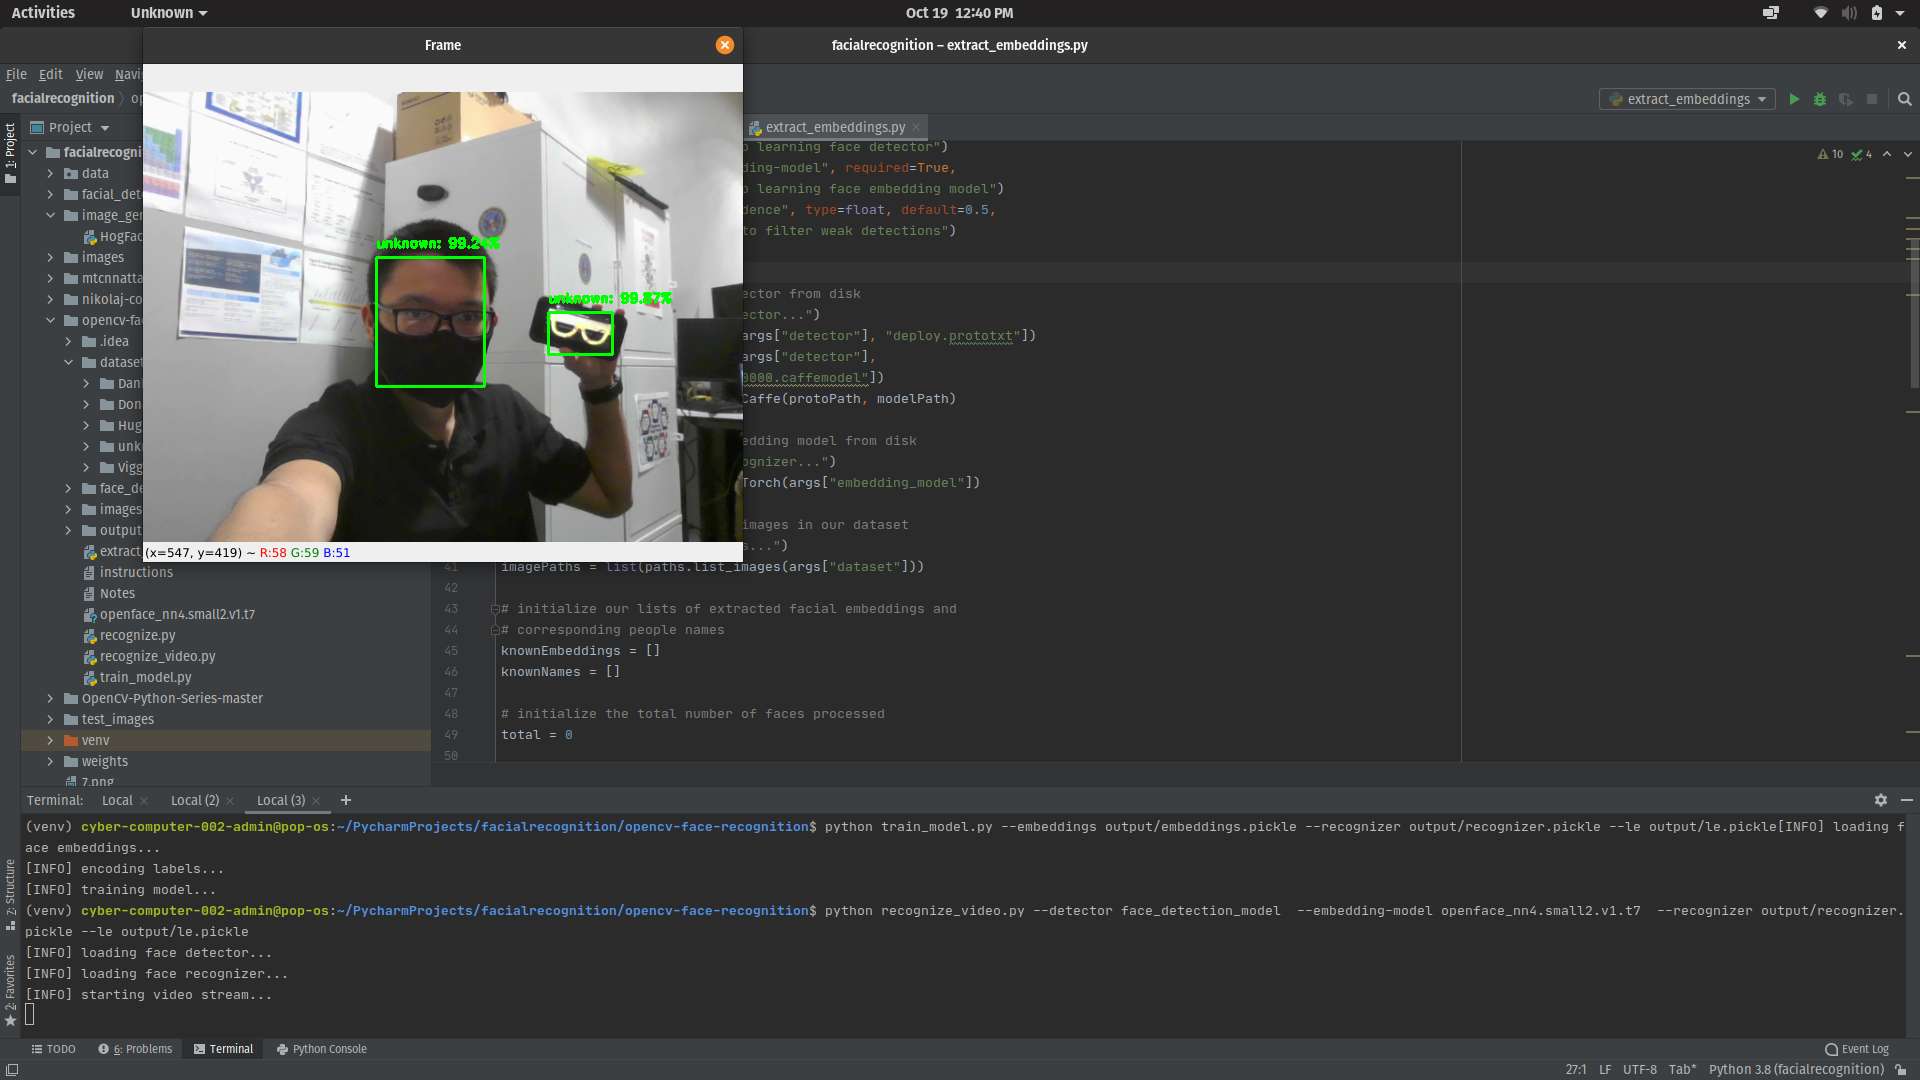 Activities
Unknown
Oct 19 12:40 PM
Frame
facialrecognition – extract_embeddings.py
File Edit View Navi
facialrecognition
extract_embeddings
1: Project
Project
extract_embeddings.py
10 4
facialrecogni
data
facial_det
image_ger
HogFac
images
mtcnnatta
nikolaj-co
opencv-fac
.idea
dataset
Dani
Don
Hug
unk
Vigg
face_de
images
output
extract_
instructions
Notes
openface_nn4.small2.v1.t7
recognize.py
recognize_video.py
train_model.py
OpenCV-Python-Series-master
test_images
venv
weights
7.png
unknown: 99.24%
unknown: 99.87%
(x=547, y=419) ~ R:58 G:59 B:51
o learning face detector")
ding-model", required=True,
o learning face embedding model")
dence", type=float, default=0.5,
to filter weak detections")
ector from disk
ector...")
args["detector"], "deploy.prototxt"])
args["detector"],
0000.caffemodel"])
Caffe(protoPath, modelPath)
edding model from disk
ognizer...")
Torch(args["embedding_model"])
images in our dataset
s...")
41 imagePaths = list(paths.list_images(args["dataset"]))
42
43 # initialize our lists of extracted facial embeddings and
44 # corresponding people names
45 knownEmbeddings = []
46 knownNames = []
47
48 # initialize the total number of faces processed
49 total = 0
50
Terminal: Local Local (2) Local (3) +
(venv) cyber-computer-002-admin@pop-os:~/PycharmProjects/facialrecognition/opencv-face-recognition$ python train_model.py --embeddings output/embeddings.pickle --recognizer output/recognizer.pickle --le output/le.pickle[INFO] loading f
ace embeddings...
[INFO] encoding labels...
[INFO] training model...
(venv) cyber-computer-002-admin@pop-os:~/PycharmProjects/facialrecognition/opencv-face-recognition$ python recognize_video.py --detector face_detection_model  --embedding-model openface_nn4.small2.v1.t7  --recognizer output/recognizer.
pickle --le output/le.pickle
[INFO] loading face detector...
[INFO] loading face recognizer...
[INFO] starting video stream...
7: Structure
2: Favorites
TODO 6: Problems Terminal Python Console
Event Log
27:1 LF UTF-8 Tab* Python 3.8 (facialrecognition)